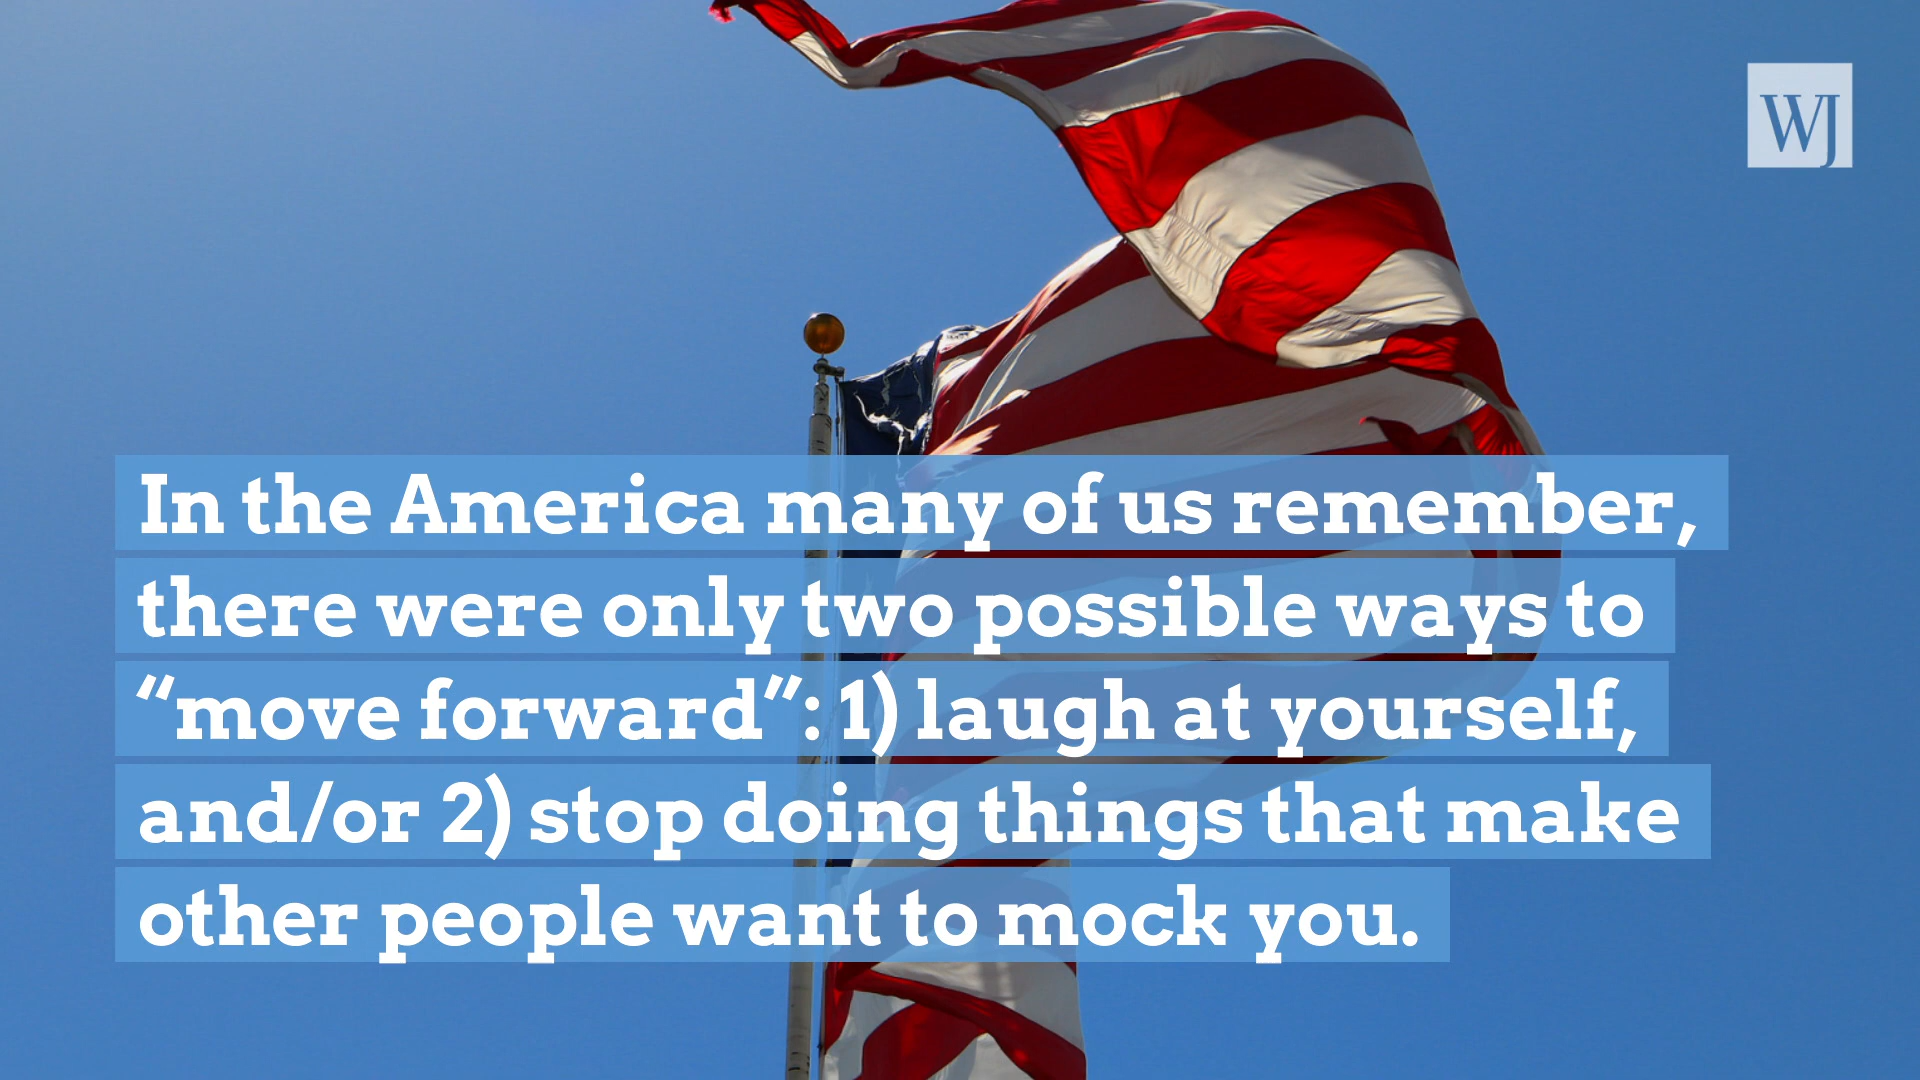 WJ
In the America many of us remember,
there were only two possible ways to
“move forward”: 1) laugh at yourself,
and/or 2) stop doing things that make
other people want to mock you.